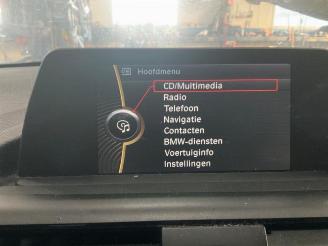 Hoofdmenu
CD/Multimedia
Radio
Telefoon
Navigatie
Contacten
BMW-diensten
Voertuiginfo
Instellingen